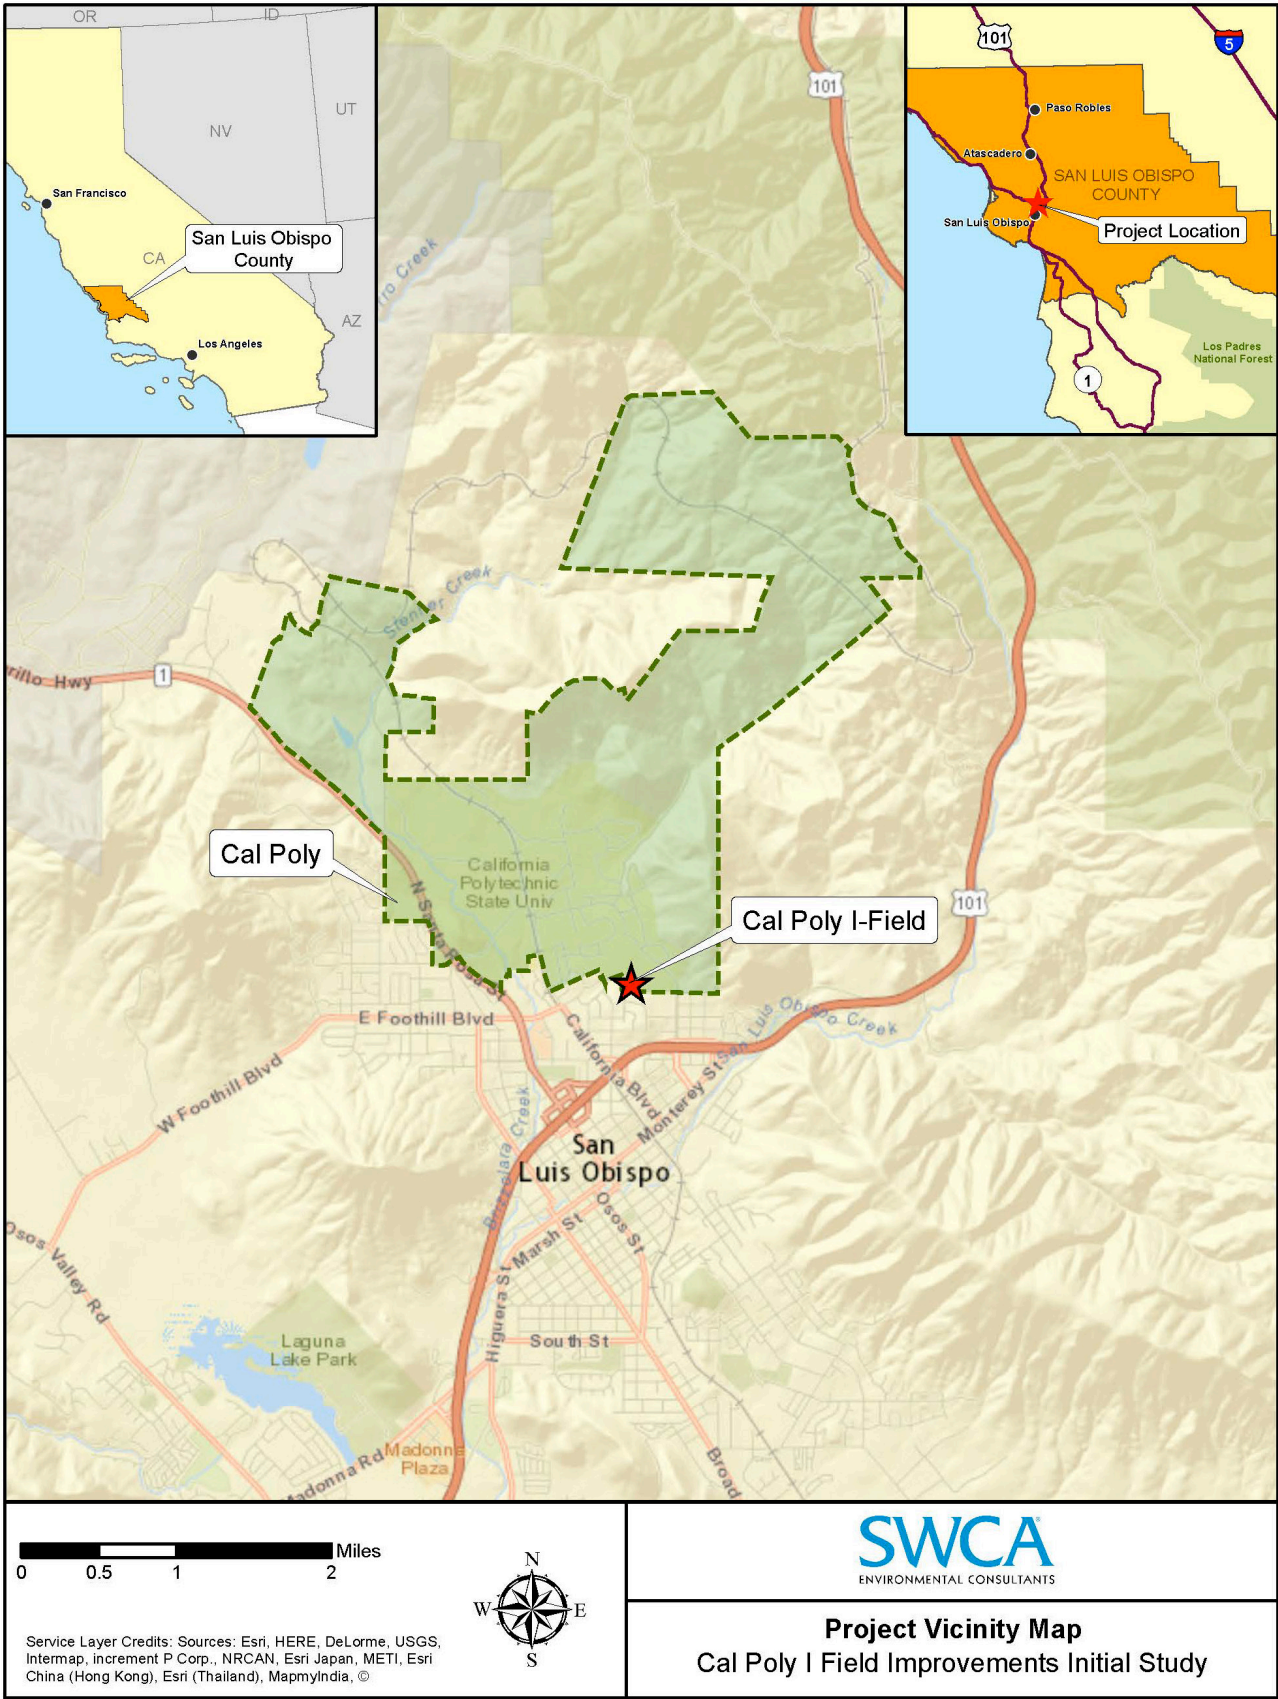 OR
ID
NV
UT
San Francisco
CA
San Luis Obispo
County
AZ
Los Angeles
101
101
5
Paso Robles
Atascadero
SAN LUIS OBISPO
COUNTY
San Luis Obispo
Project Location
Los Padres
National Forest
1
rro Creek
Stenner Creek
rillo Hwy
1
Cal Poly
California
Polytechnic
State Univ
N Santa Rosa St
Cal Poly I-Field
101
E Foothill Blvd
W Foothill Blvd
California Blvd
Monterey St
San Luis Obispo Creek
San
Luis Obispo
Marsh St
Osos St
Higuera St
South St
Osos Valley Rd
Laguna
Lake Park
Madonna Rd
Madonna
Plaza
Broad
Miles
0
0.5
1
2
N
W
E
S
Service Layer Credits: Sources: Esri, HERE, DeLorme, USGS,
Intermap, increment P Corp., NRCAN, Esri Japan, METI, Esri
China (Hong Kong), Esri (Thailand), MapmyIndia, ©
SWCA
ENVIRONMENTAL CONSULTANTS
Project Vicinity Map
Cal Poly I Field Improvements Initial Study